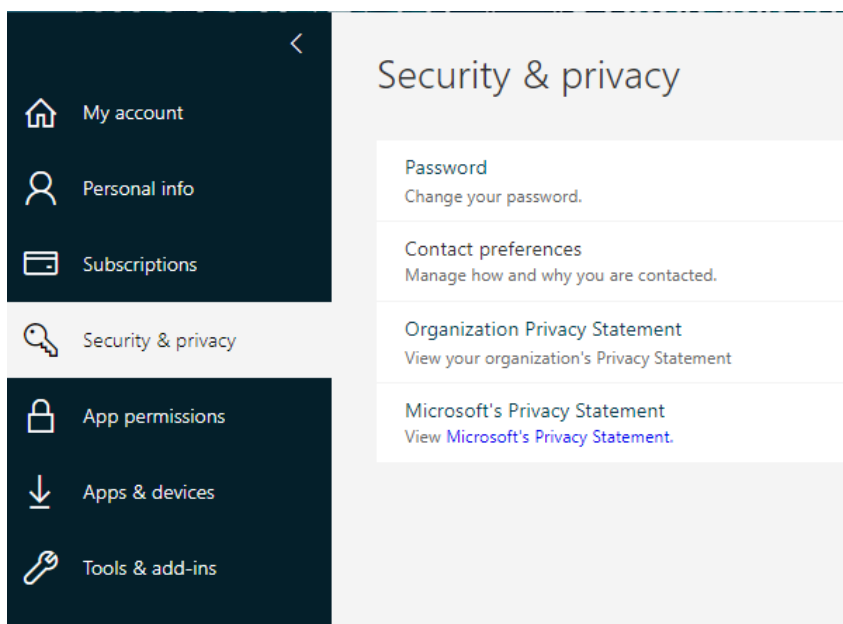 My account
Personal info
Subscriptions
Security & privacy
App permissions
Apps & devices
Tools & add-ins
Security & privacy
Password
Change your password.
Contact preferences
Manage how and why you are contacted.
Organization Privacy Statement
View your organization's Privacy Statement
Microsoft's Privacy Statement
View Microsoft's Privacy Statement.